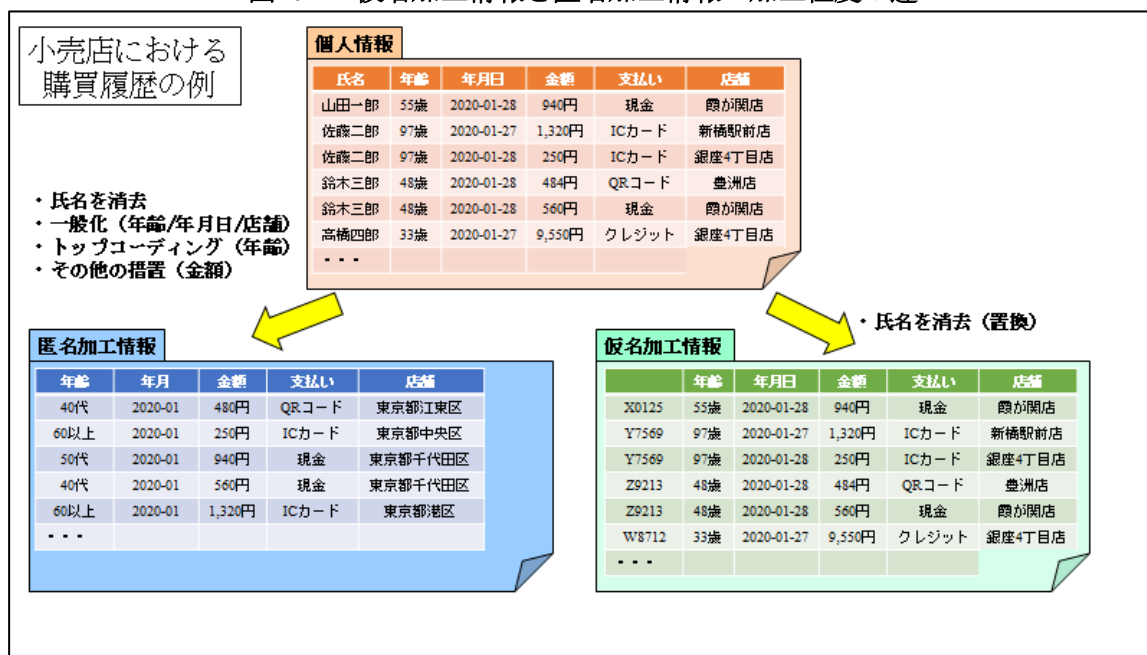 小売店における
購買履歴の例
個人情報
氏名 年齢 年月日 金額 支払い 店舗
山田一郎 55歳 2020-01-28 940円 現金 霞が関店
佐藤二郎 97歳 2020-01-27 1,320円 ICカード 新橋駅前店
佐藤二郎 97歳 2020-01-28 250円 ICカード 銀座4丁目店
鈴木三郎 48歳 2020-01-28 484円 QRコード 豊洲店
鈴木三郎 48歳 2020-01-28 560円 現金 霞が関店
高橋四郎 33歳 2020-01-27 9,550円 クレジット 銀座4丁目店
・・・
・氏名を消去
・一般化（年齢/年月日/店舗）
・トップコーディング（年齢）
・その他の措置（金額）
・氏名を消去（置換）
匿名加工情報
年齢 年月 金額 支払い 店舗
40代 2020-01 480円 QRコード 東京都江東区
60以上 2020-01 250円 ICカード 東京都中央区
50代 2020-01 940円 現金 東京都千代田区
40代 2020-01 560円 現金 東京都千代田区
60以上 2020-01 1,320円 ICカード 東京都港区
・・・
仮名加工情報
年齢 年月日 金額 支払い 店舗
X0125 55歳 2020-01-28 940円 現金 霞が関店
Y7569 97歳 2020-01-27 1,320円 ICカード 新橋駅前店
Y7569 97歳 2020-01-28 250円 ICカード 銀座4丁目店
Z9213 48歳 2020-01-28 484円 QRコード 豊洲店
Z9213 48歳 2020-01-28 560円 現金 霞が関店
W8712 33歳 2020-01-27 9,550円 クレジット 銀座4丁目店
・・・